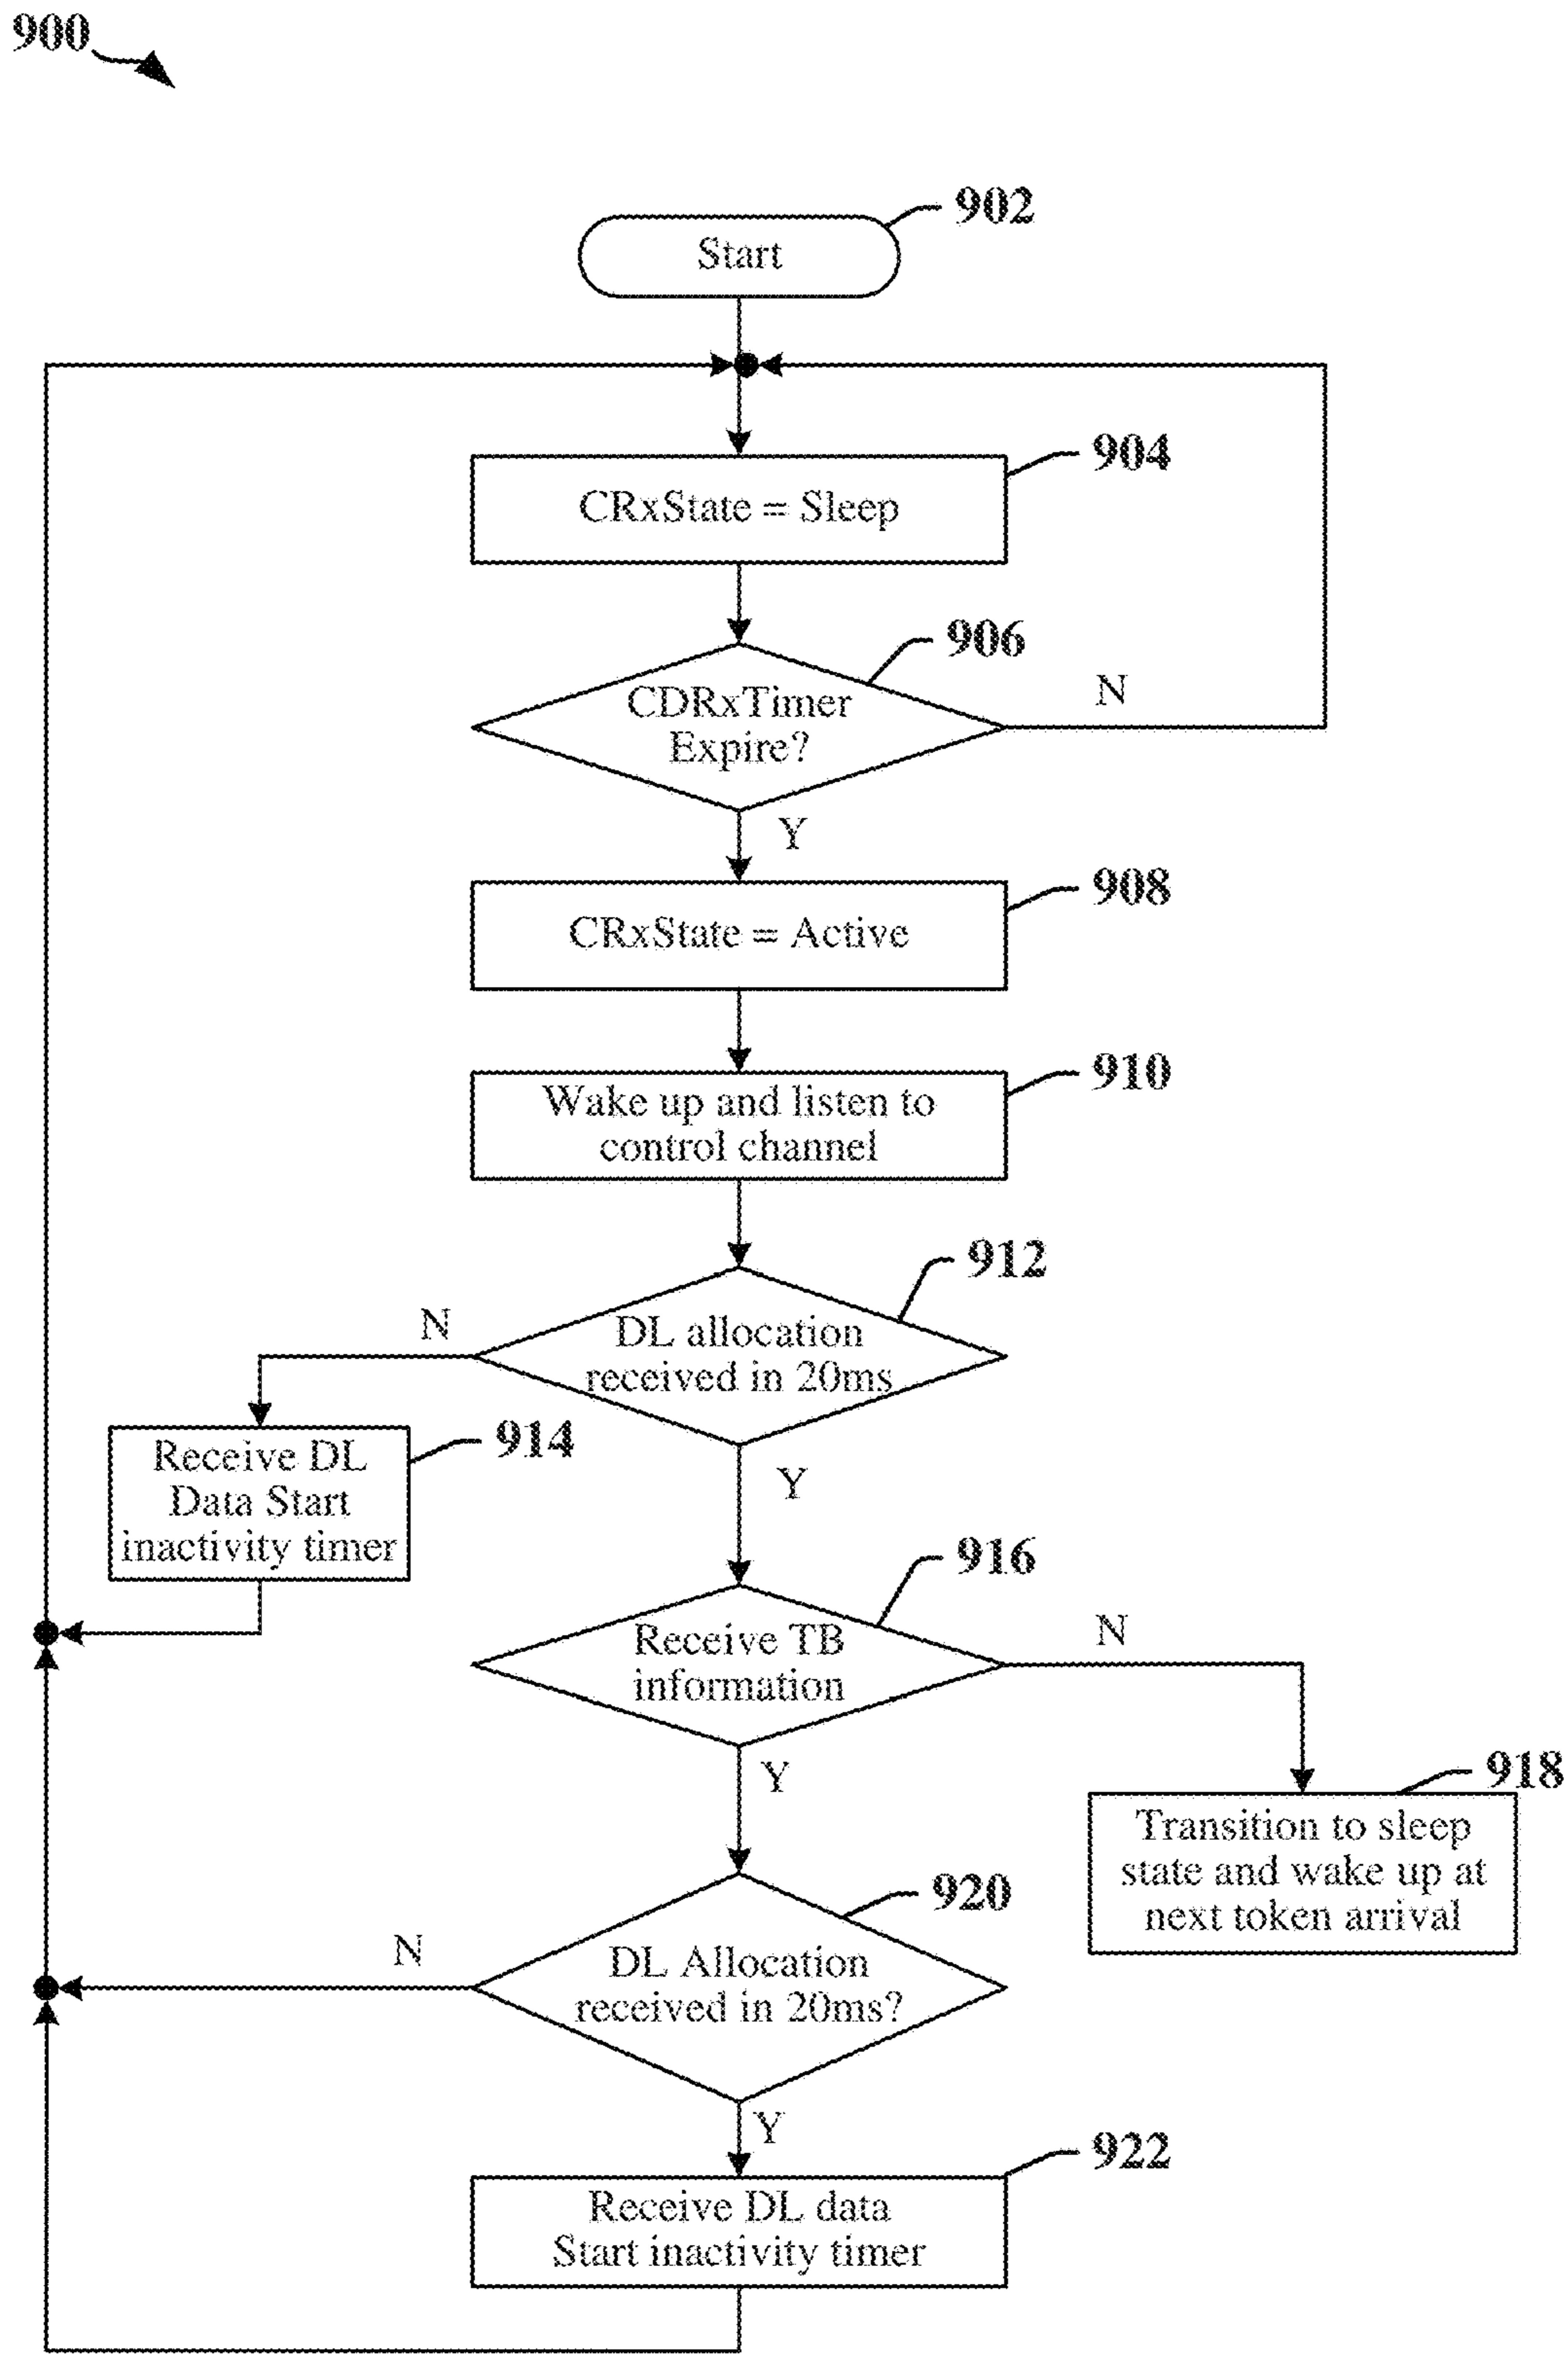 900
902
Start
904
CRxState = Sleep
906
CDRxTimer
Expire?
N
Y
908
CRxState = Active
910
Wake up and listen to
control channel
912
DL allocation
received in 20ms
N
914
Receive DL
Data Start
inactivity timer
Y
916
Receive TB
information
N
918
Transition to sleep
state and wake up at
next token arrival
Y
920
DL Allocation
received in 20ms?
N
Y
922
Receive DL data
Start inactivity timer